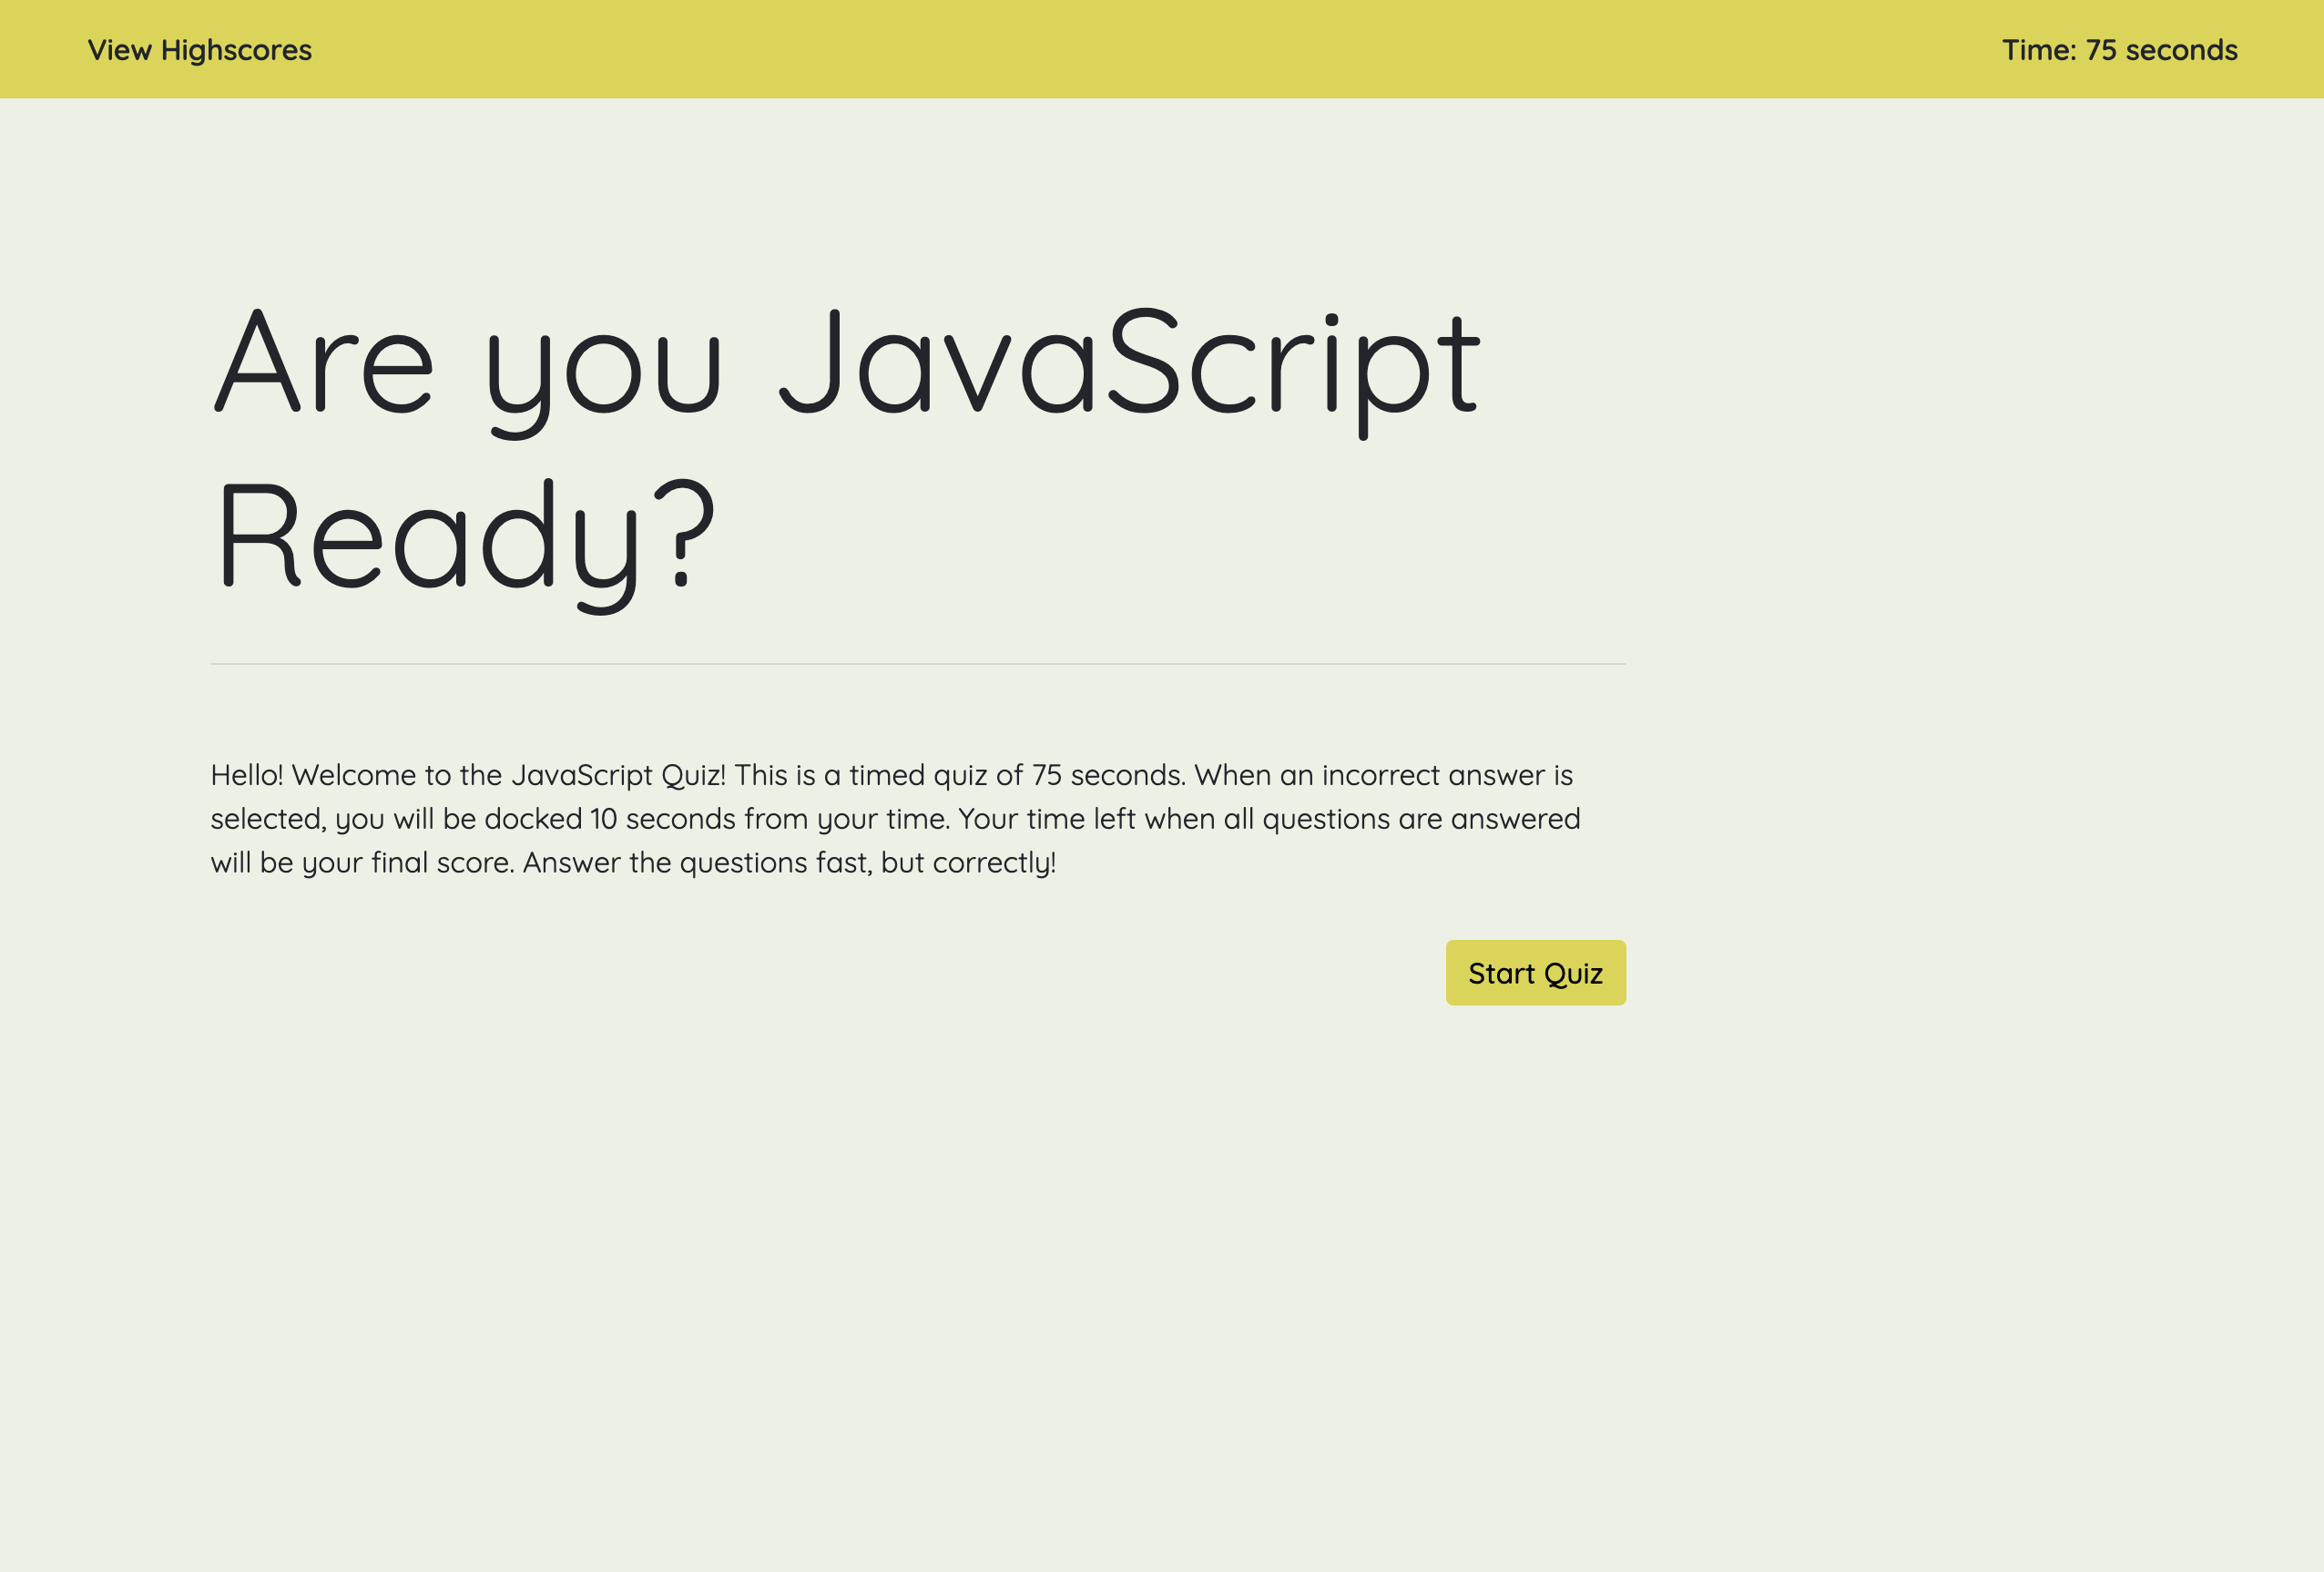 View Highscores
Time: 75 seconds
Are you JavaScript
Ready?
Hello! Welcome to the JavaScript Quiz! This is a timed quiz of 75 seconds. When an incorrect answer is
selected, you will be docked 10 seconds from your time. Your time left when all questions are answered
will be your final score. Answer the questions fast, but correctly!
Start Quiz